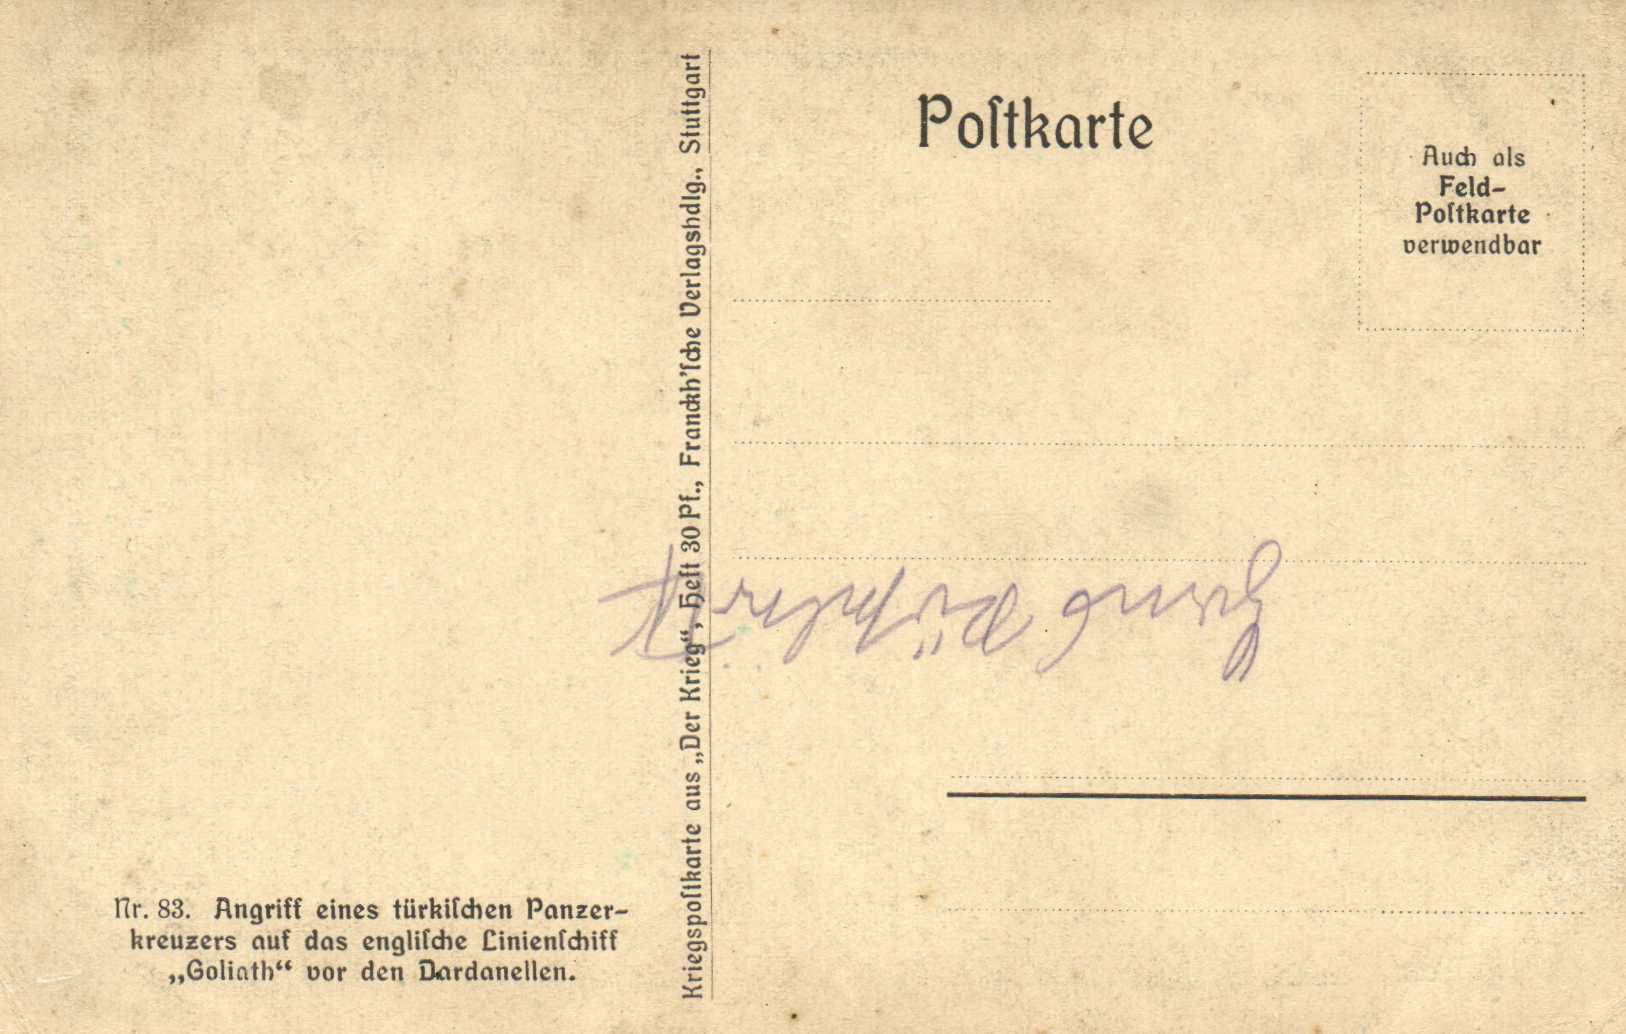 Poſtkarte
Auch als
Feld-
Poſtkarte
verwendbar
Kriegspoſtkarte aus „Der Krieg“, Heft 30 Pf., Franckh'ſche Verlagshdlg., Stuttgart
Nr. 83. Angriff eines türkiſchen Panzer-
kreuzers auf das engliſche Linienſchiff
„Goliath“ vor den Dardanellen.